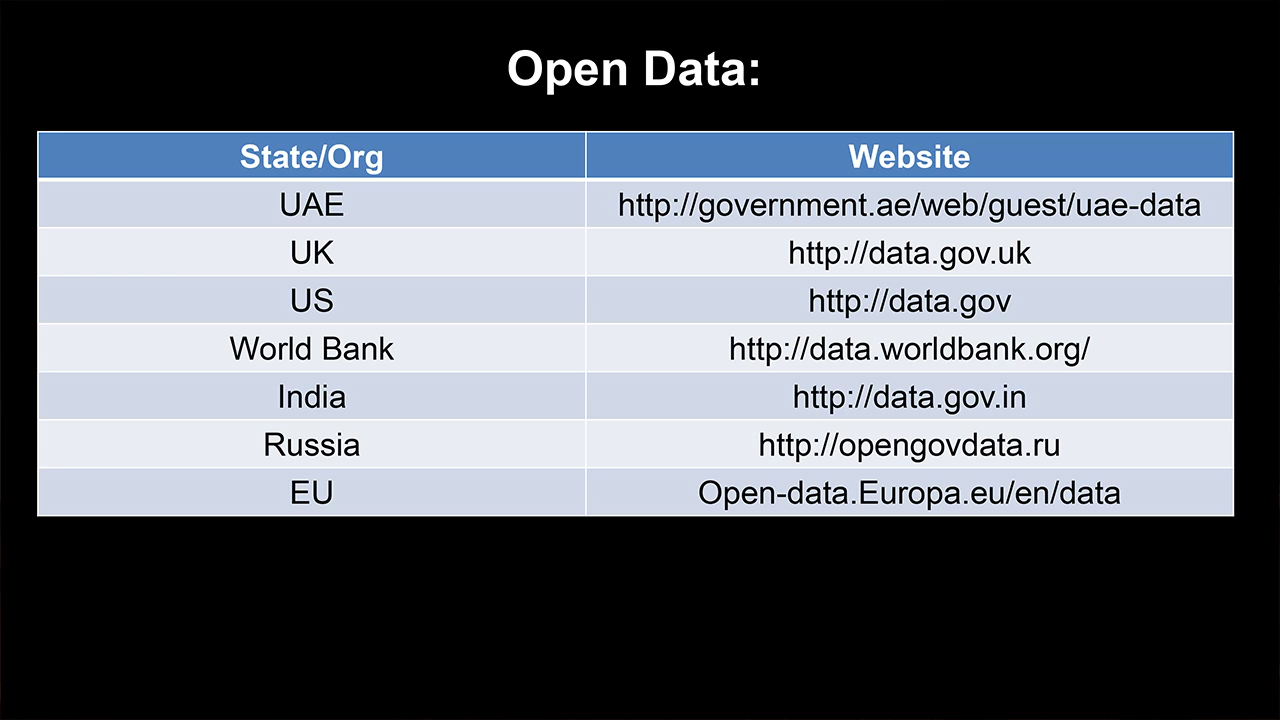 Open Data:
State/Org Website
UAE http://government.ae/web/guest/uae-data
UK http://data.gov.uk
US http://data.gov
World Bank http://data.worldbank.org/
India http://data.gov.in
Russia http://opengovdata.ru
EU Open-data.Europa.eu/en/data